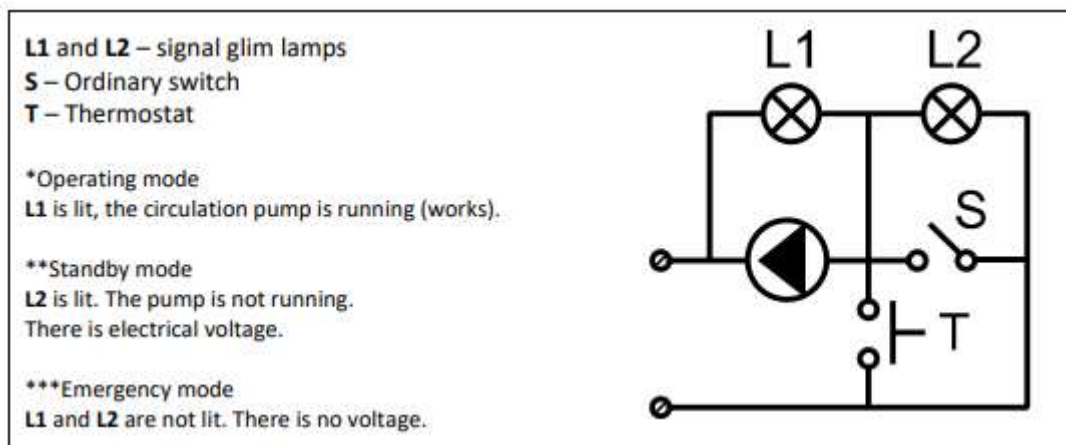 L1 and L2 – signal glim lamps
S – Ordinary switch
T – Thermostat
*Operating mode
L1 is lit, the circulation pump is running (works).
**Standby mode
L2 is lit. The pump is not running.
There is electrical voltage.
***Emergency mode
L1 and L2 are not lit. There is no voltage.
L1 L2
S
T